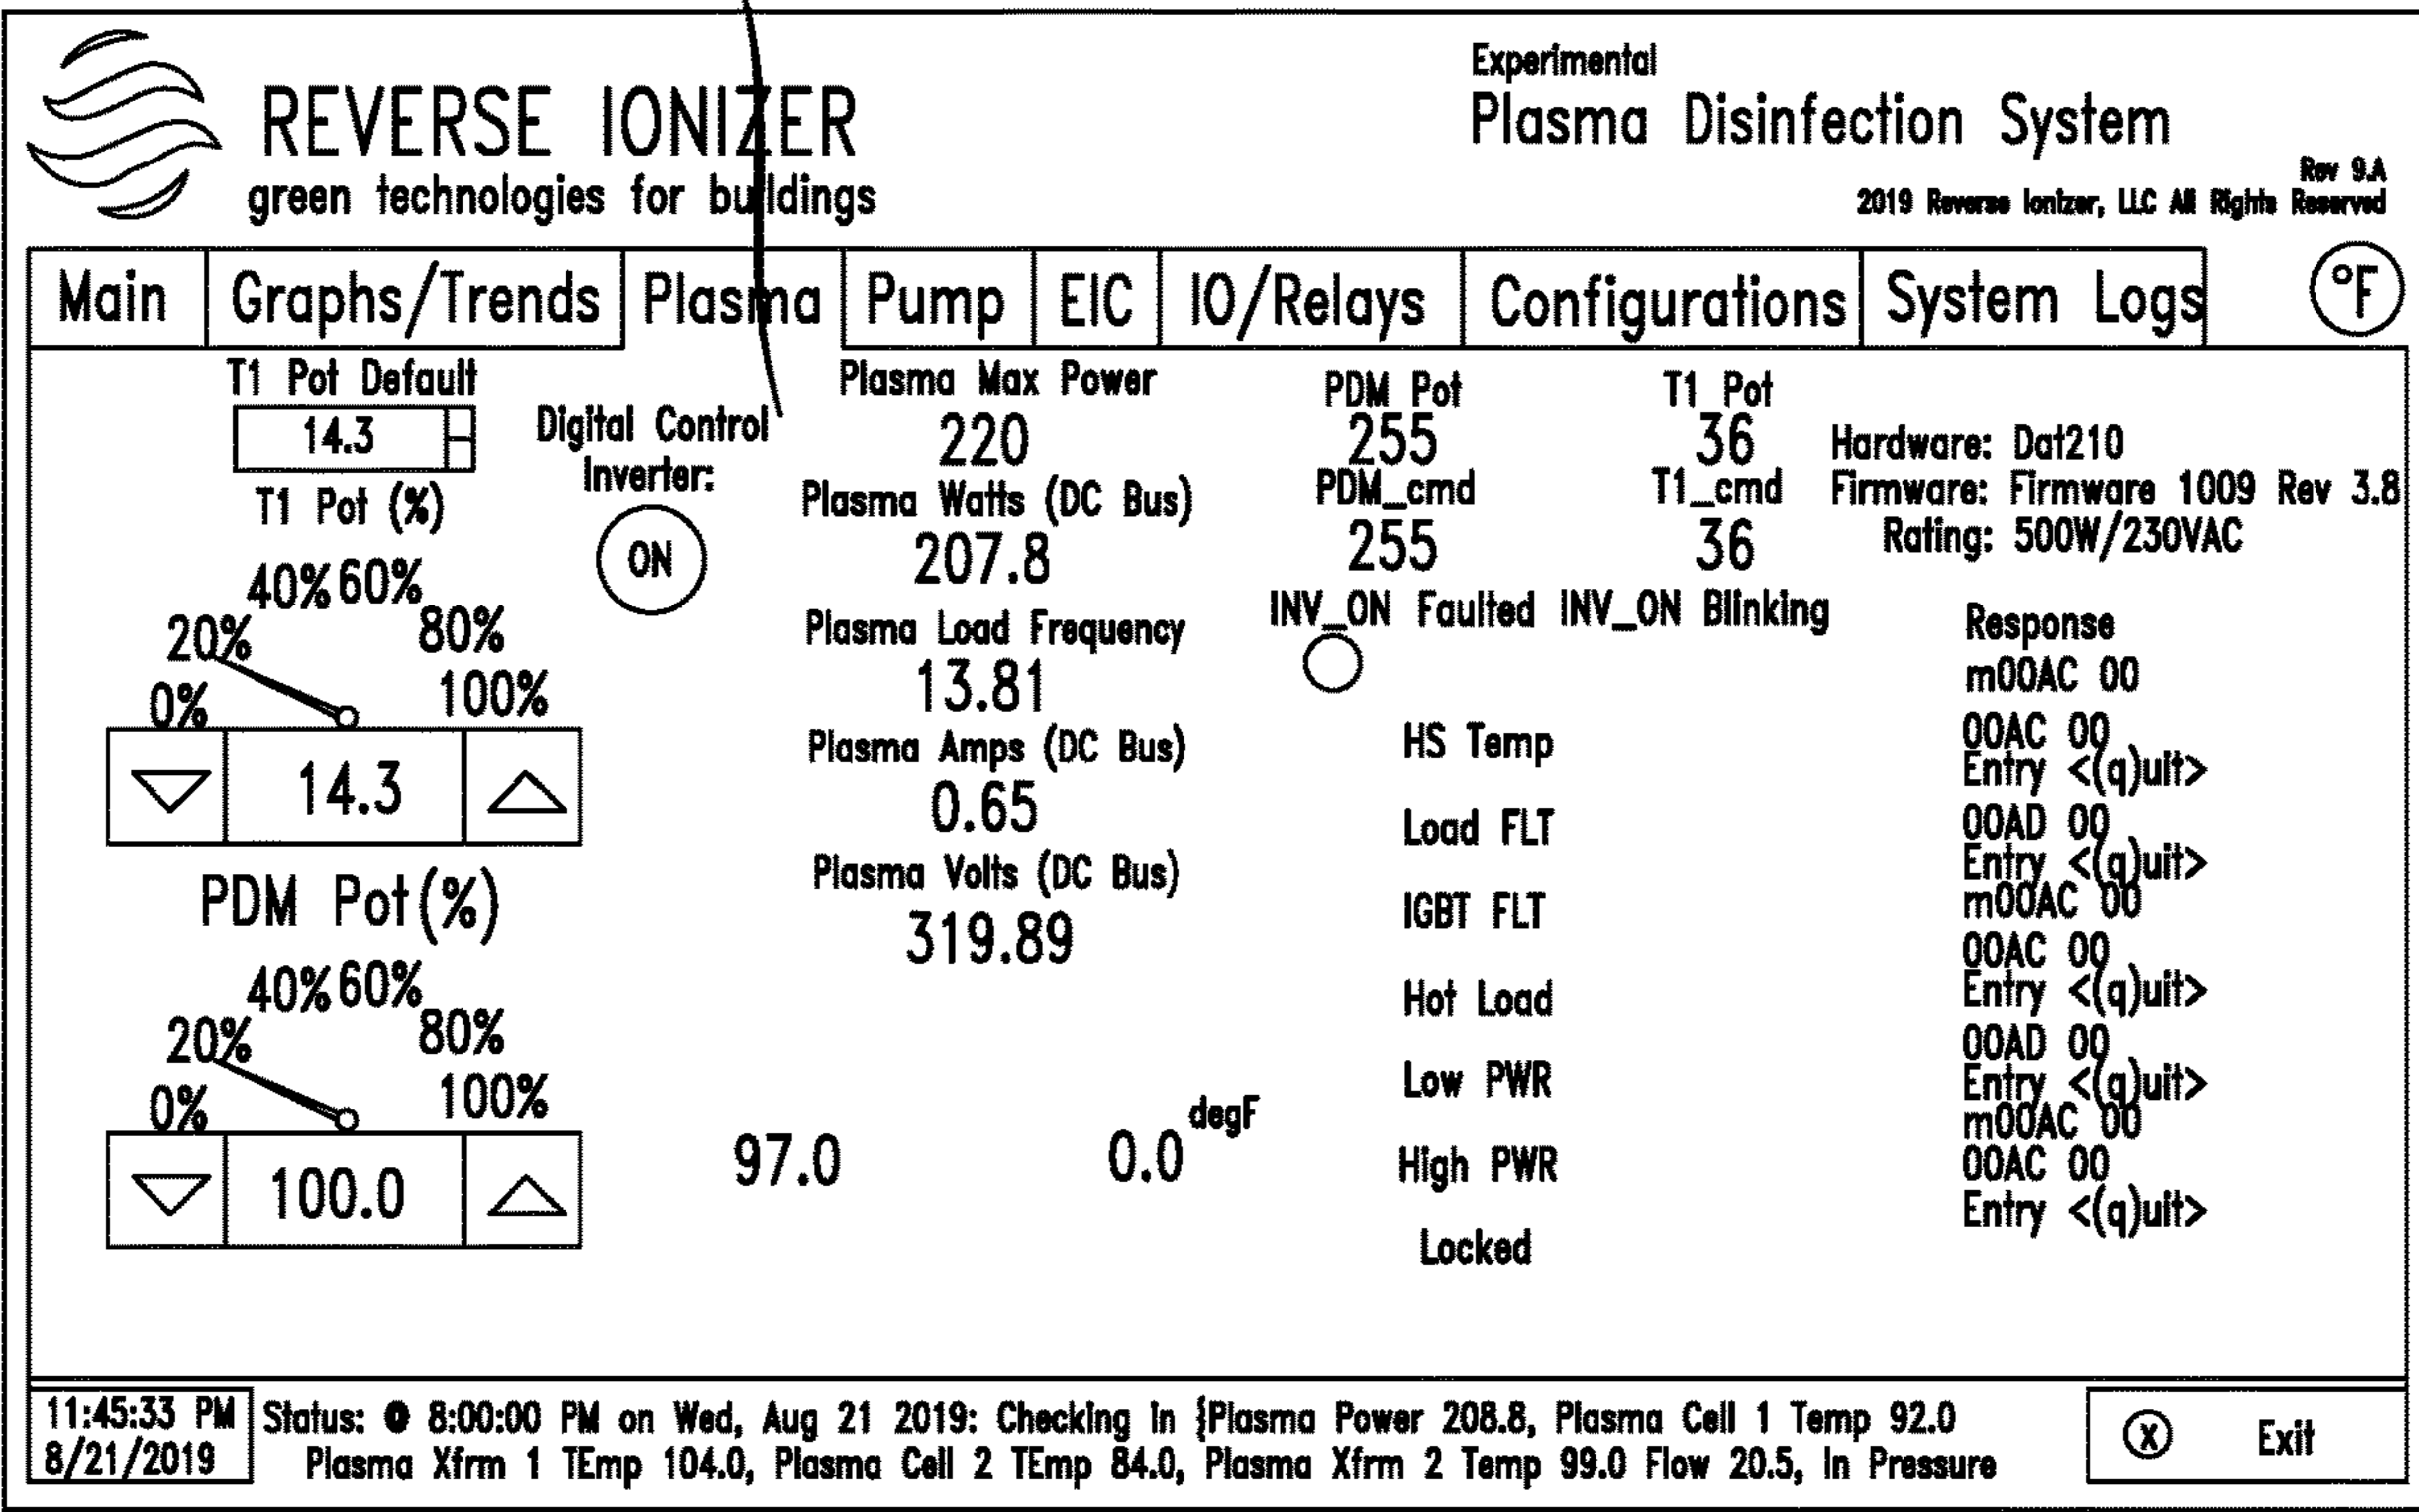 Experimental
REVERSE IONIZER
Plasma Disinfection System
green technologies for buildings
Rev 9.A
2019 Reverse Ionizer, LLC All Rights Reserved
Main Graphs/Trends Plasma Pump EIC IO/Relays Configurations System Logs °F
T1 Pot Default
14.3
T1 Pot (%)
0% 20% 40% 60% 80% 100%
14.3
PDM Pot(%)
0% 20% 40% 60% 80% 100%
100.0
Digital Control
Inverter:
ON
Plasma Max Power
220
Plasma Watts (DC Bus)
207.8
Plasma Load Frequency
13.81
Plasma Amps (DC Bus)
0.65
Plasma Volts (DC Bus)
319.89
97.0
0.0 degF
PDM Pot
255
PDM_cmd
255
T1 Pot
36
T1_cmd
36
INV_ON Faulted INV_ON Blinking
HS Temp
Load FLT
IGBT FLT
Hot Load
Low PWR
High PWR
Locked
Hardware: Dat210
Firmware: Firmware 1009 Rev 3.8
Rating: 500W/230VAC
Response
m00AC 00
00AC 00
Entry <(q)uit>
00AD 00
Entry <(q)uit>
m00AC 00
00AC 00
Entry <(q)uit>
00AD 00
Entry <(q)uit>
m00AC 00
00AC 00
Entry <(q)uit>
11:45:33 PM
8/21/2019
Status: @ 8:00:00 PM on Wed, Aug 21 2019: Checking in {Plasma Power 208.8, Plasma Cell 1 Temp 92.0
Plasma Xfrm 1 TEmp 104.0, Plasma Cell 2 TEmp 84.0, Plasma Xfrm 2 Temp 99.0 Flow 20.5, In Pressure
X Exit